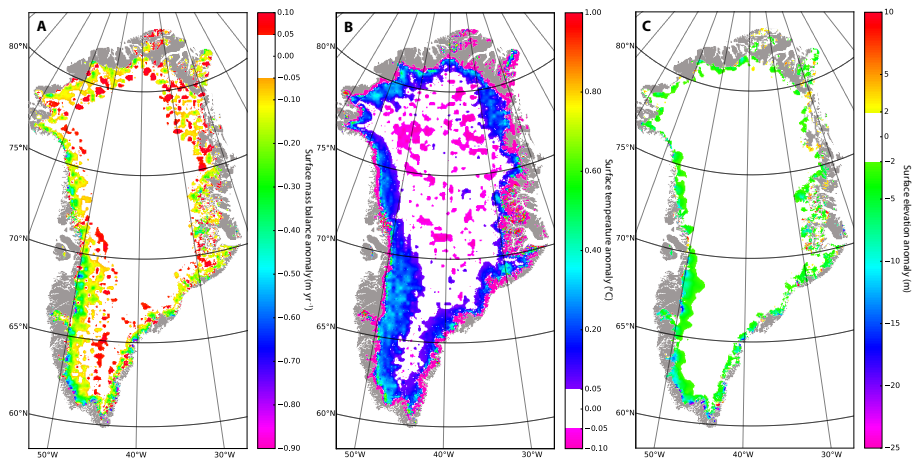 A
80°N
75°N
70°N
65°N
60°N
50°W
40°W
30°W
0.10
0.05
0.00
−0.05
−0.10
−0.20
−0.30
−0.40
−0.50
−0.60
−0.70
−0.80
−0.90
Surface mass balance anomaly (m yr⁻¹)
B
80°N
75°N
70°N
65°N
60°N
50°W
40°W
30°W
1.00
0.80
0.60
0.40
0.20
0.05
0.00
−0.05
−0.10
Surface temperature anomaly (°C)
C
80°N
75°N
70°N
65°N
60°N
50°W
40°W
30°W
10
5
2
0
−2
−5
−10
−15
−20
−25
Surface elevation anomaly (m)